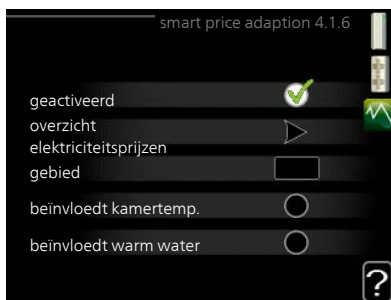 smart price adaption 4.1.6
geactiveerd
overzicht
elektriciteitsprijzen
gebied
beïnvloedt kamertemp.
beïnvloedt warm water
?